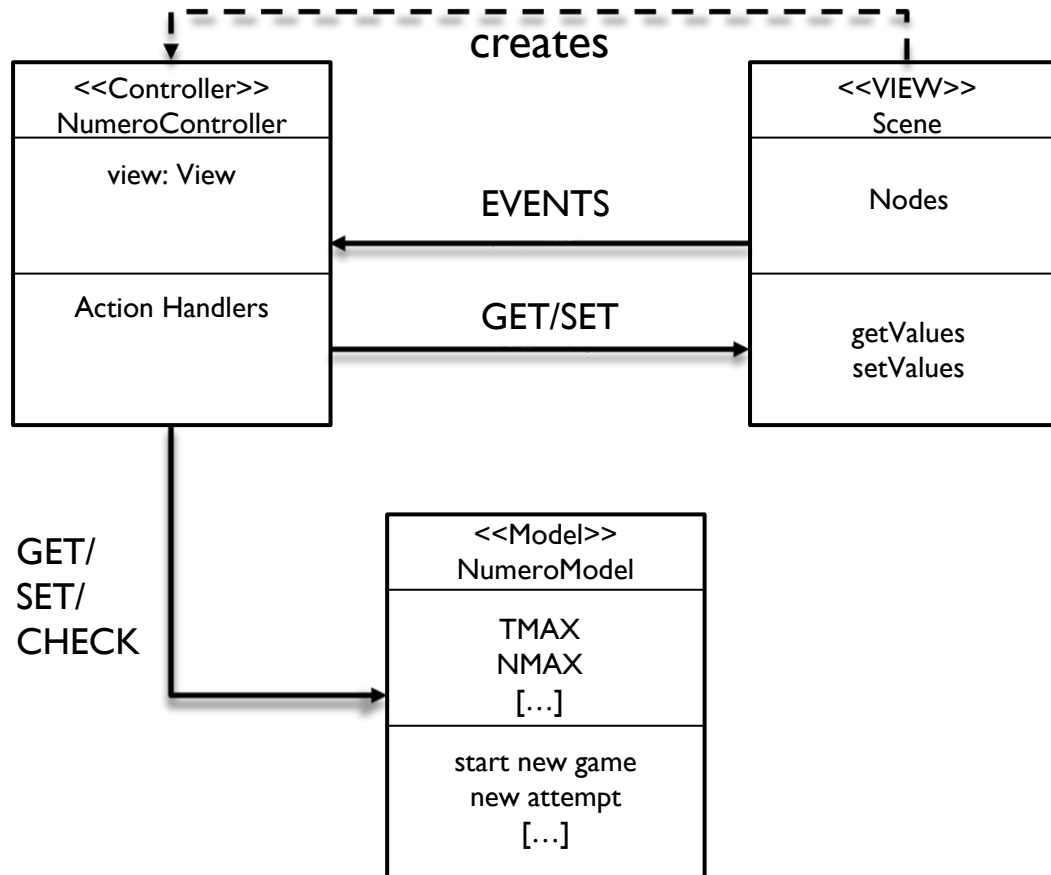 creates
<<Controller>>
NumeroController
view: View
Action Handlers
EVENTS
GET/SET
<<VIEW>>
Scene
Nodes
getValues
setValues
GET/
SET/
CHECK
<<Model>>
NumeroModel
TMAX
NMAX
[…]
start new game
new attempt
[…]